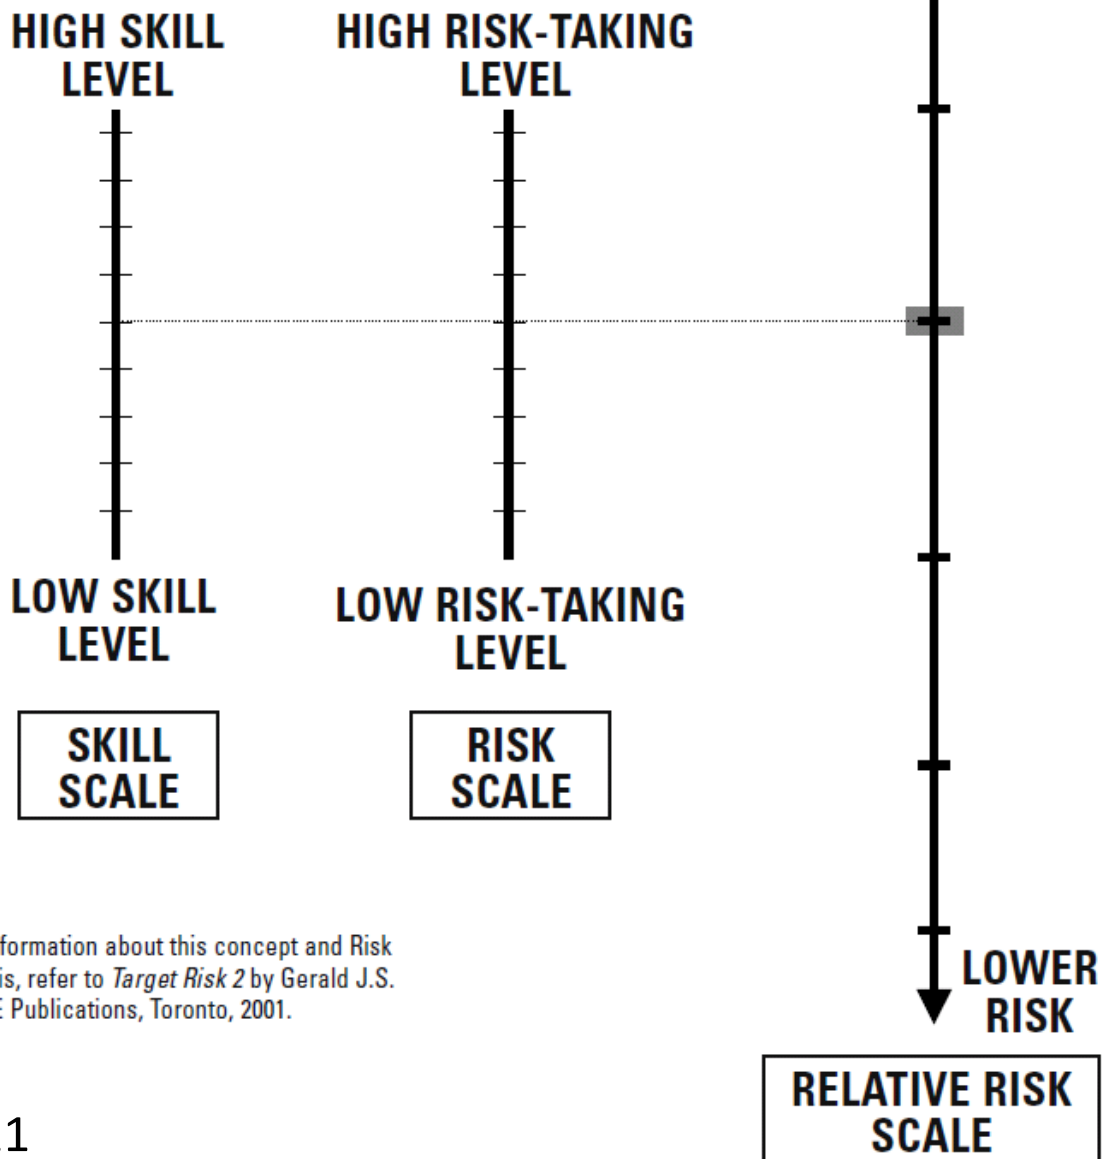 HIGH SKILL
LEVEL
HIGH RISK-TAKING
LEVEL
LOW SKILL
LEVEL
LOW RISK-TAKING
LEVEL
SKILL
SCALE
RISK
SCALE
formation about this concept and Risk
is, refer to Target Risk 2 by Gerald J.S.
E Publications, Toronto, 2001.
LOWER
RISK
RELATIVE RISK
SCALE
.1